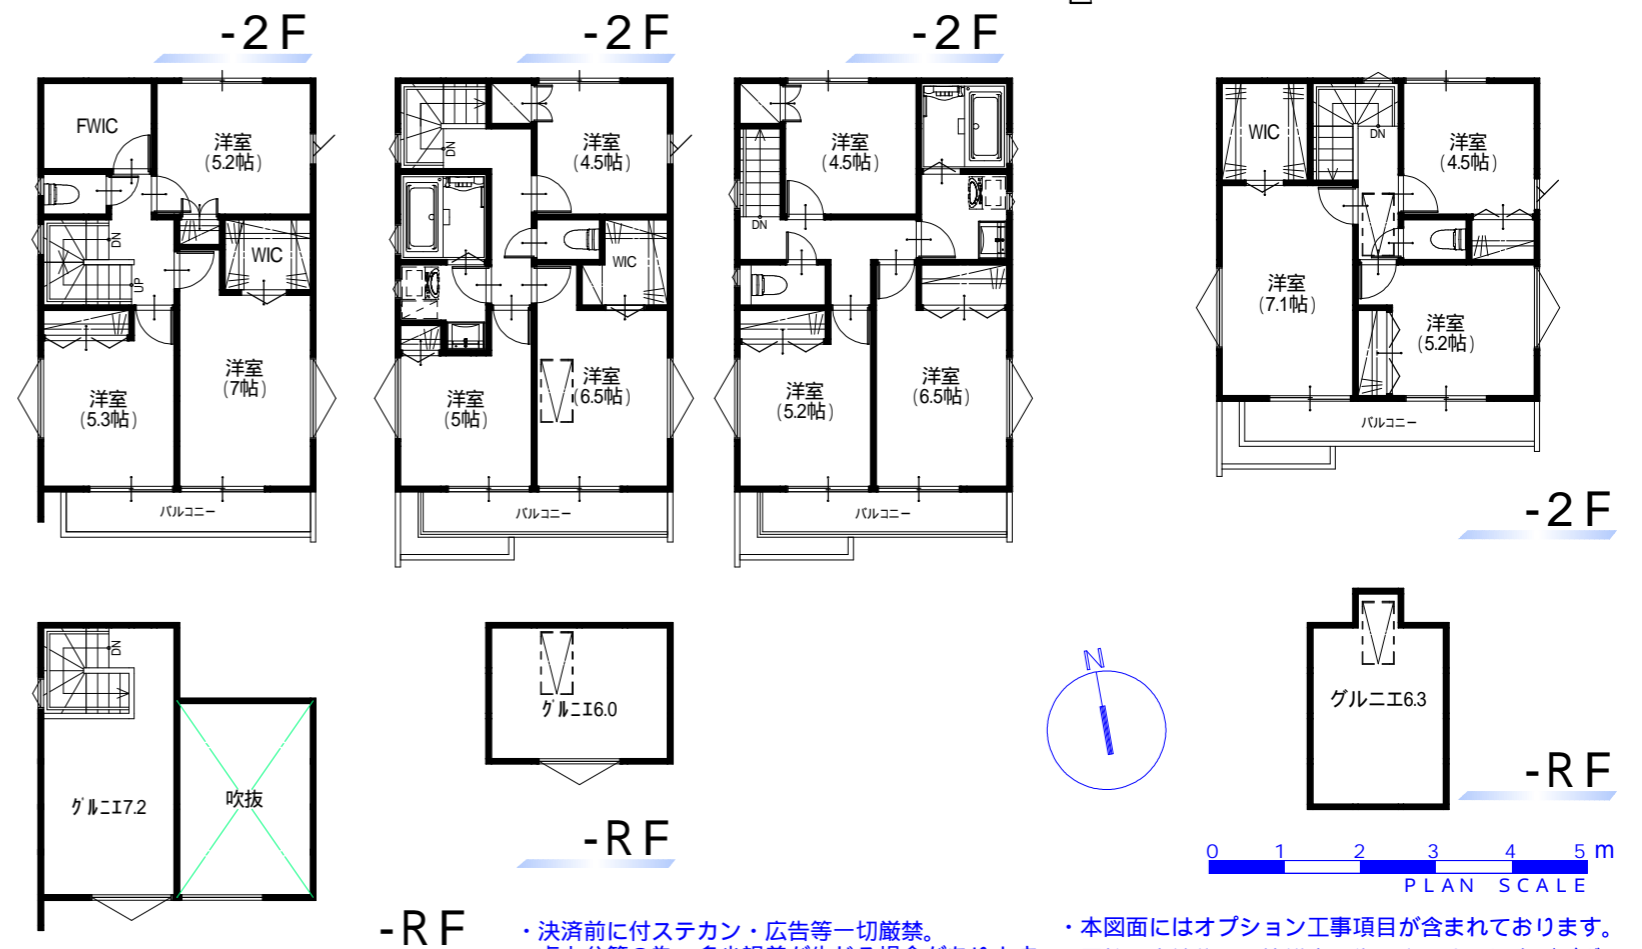 -2F
-2F
-2F
FWIC
洋室
(5.2帖)
WIC
DN
UP
洋室
(7帖)
洋室
(5.3帖)
バルコニー
DN
洋室
(4.5帖)
WIC
洋室
(6.5帖)
洋室
(5帖)
バルコニー
洋室
(4.5帖)
DN
洋室
(5.2帖)
洋室
(6.5帖)
バルコニー
WIC
DN
洋室
(4.5帖)
洋室
(7.1帖)
洋室
(5.2帖)
バルコニー
-2F
DN
グルニエ7.2
吹抜
グルニエ6.0
-RF
N
グルニエ6.3
-RF
0 1 2 3 4 5 m
PLAN SCALE
-RF
・決済前に付ステカン・広告等一切厳禁。
・本図面にはオプション工事項目が含まれております。